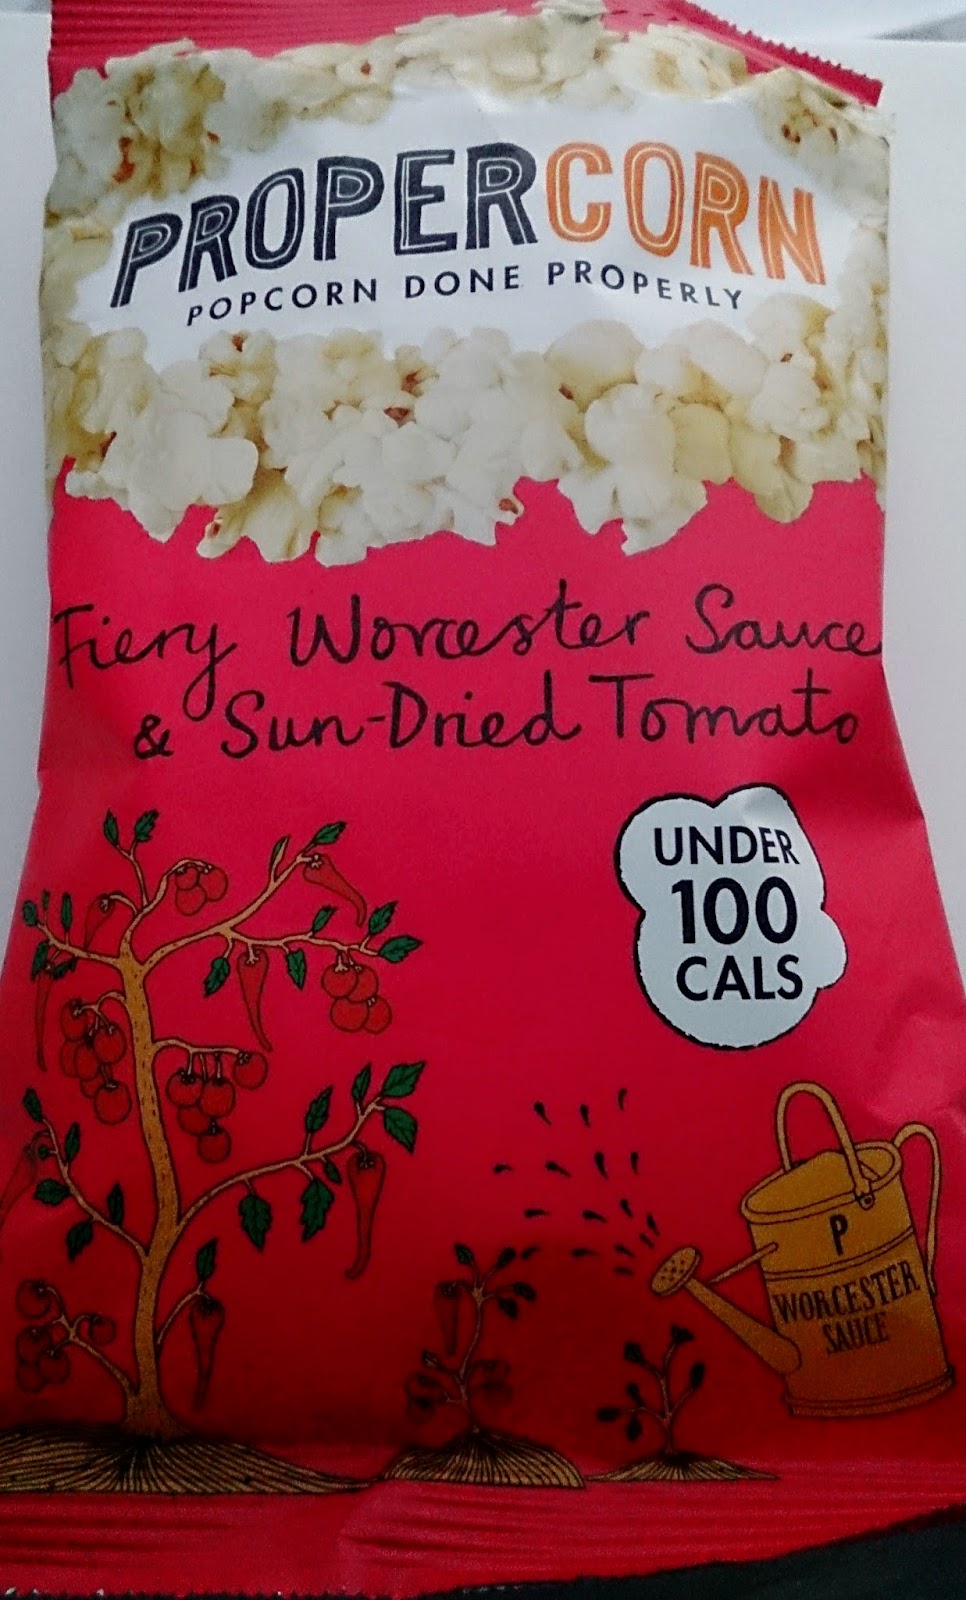 PROPERCORN
POPCORN DONE PROPERLY
Fiery Worcester Sauce
& Sun-Dried Tomato
UNDER
100
CALS
P
WORCESTER
SAUCE